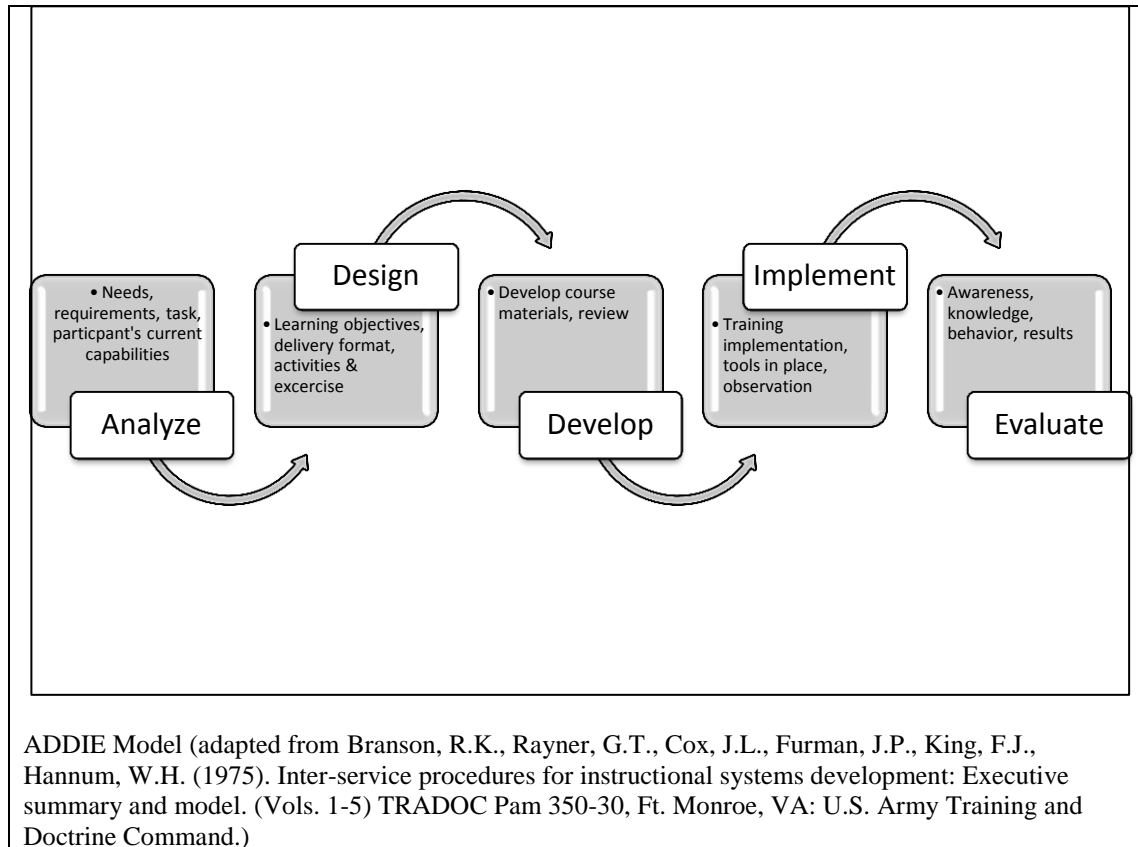 • Needs,
requirements, task,
particpant's current
capabilities
Analyze
Design
• Learning objectives,
delivery format,
activities &
excercise
• Develop course
materials, review
Develop
Implement
• Training
implementation,
tools in place,
observation
• Awareness,
knowledge,
behavior, results
Evaluate
ADDIE Model (adapted from Branson, R.K., Rayner, G.T., Cox, J.L., Furman, J.P., King, F.J.,
Hannum, W.H. (1975). Inter-service procedures for instructional systems development: Executive
summary and model. (Vols. 1-5) TRADOC Pam 350-30, Ft. Monroe, VA: U.S. Army Training and
Doctrine Command.)